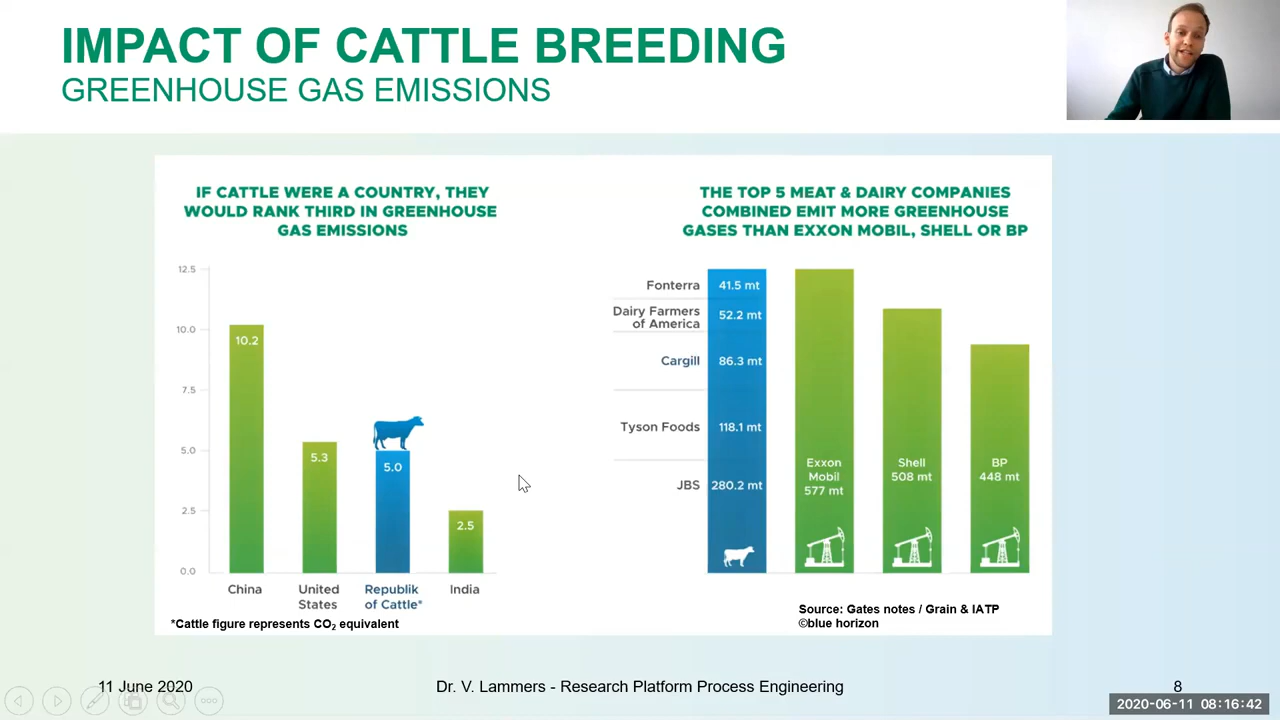 IMPACT OF CATTLE BREEDING
GREENHOUSE GAS EMISSIONS
IF CATTLE WERE A COUNTRY, THEY
WOULD RANK THIRD IN GREENHOUSE
GAS EMISSIONS
12.5
10.0
7.5
5.0
2.5
0.0
10.2
5.3
5.0
2.5
China
United
States
Republik
of Cattle*
India
*Cattle figure represents CO₂ equivalent
THE TOP 5 MEAT & DAIRY COMPANIES
COMBINED EMIT MORE GREENHOUSE
GASES THAN EXXON MOBIL, SHELL OR BP
Fonterra 41.5 mt
Dairy Farmers
of America 52.2 mt
Cargill 86.3 mt
Tyson Foods 118.1 mt
JBS 280.2 mt
Exxon
Mobil
577 mt
Shell
508 mt
BP
448 mt
Source: Gates notes / Grain & IATP
©blue horizon
11 June 2020
Dr. V. Lammers - Research Platform Process Engineering
8
2020-06-11 08:16:42